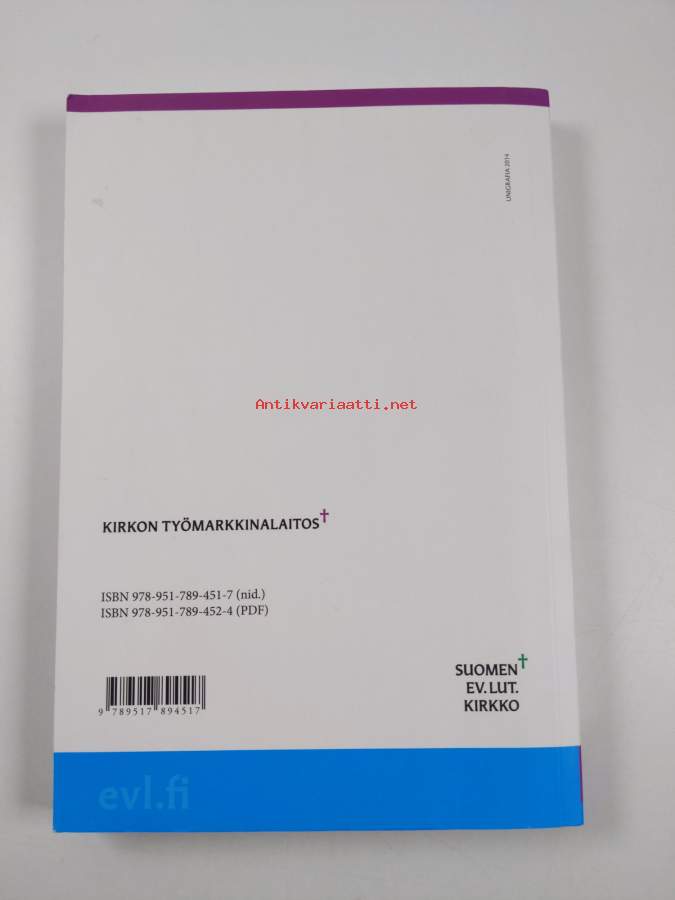 UNIGRAFIA 2014
Antikvariaatti.net
KIRKON TYÖMARKKINALAITOS†
ISBN 978-951-789-451-7 (nid.)
ISBN 978-951-789-452-4 (PDF)
9 789517 894517
SUOMEN†
EV. LUT.
KIRKKO
evl.fi